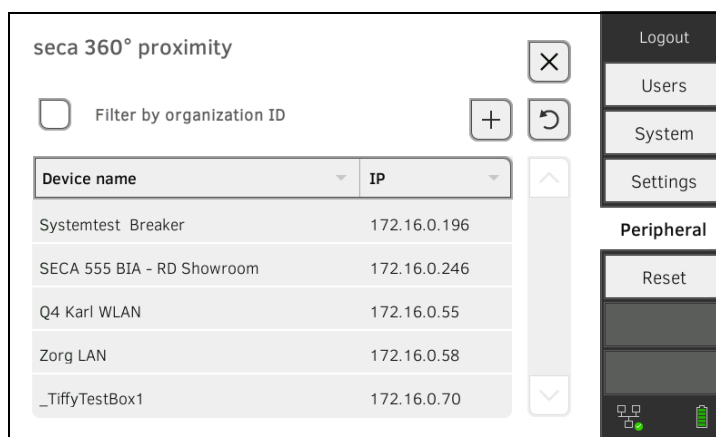 seca 360° proximity
Filter by organization ID
Device name IP
Systemtest Breaker 172.16.0.196
SECA 555 BIA - RD Showroom 172.16.0.246
Q4 Karl WLAN 172.16.0.55
Zorg LAN 172.16.0.58
_TiffyTestBox1 172.16.0.70
Logout
Users
System
Settings
Peripheral
Reset